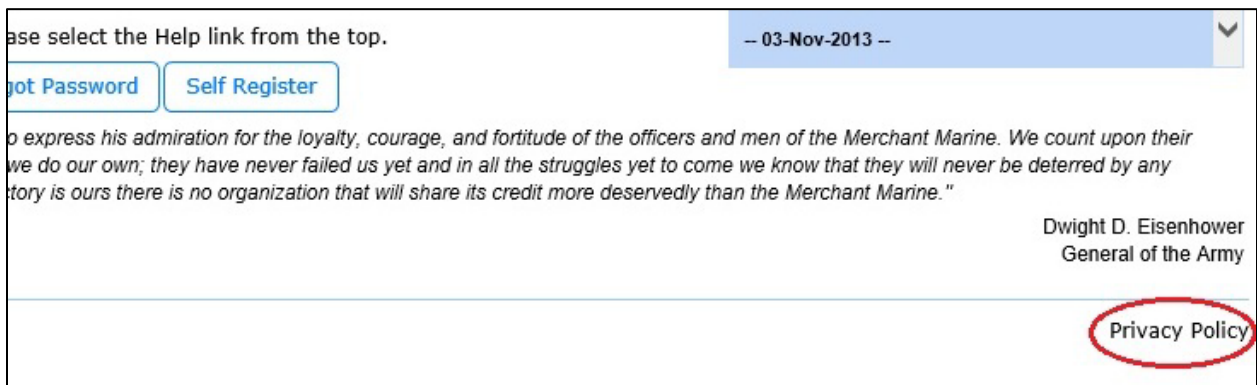 ase select the Help link from the top.
-- 03-Nov-2013 --
got Password
Self Register
o express his admiration for the loyalty, courage, and fortitude of the officers and men of the Merchant Marine. We count upon their
we do our own; they have never failed us yet and in all the struggles yet to come we know that they will never be deterred by any
ctory is ours there is no organization that will share its credit more deservedly than the Merchant Marine."
Dwight D. Eisenhower
General of the Army
Privacy Policy